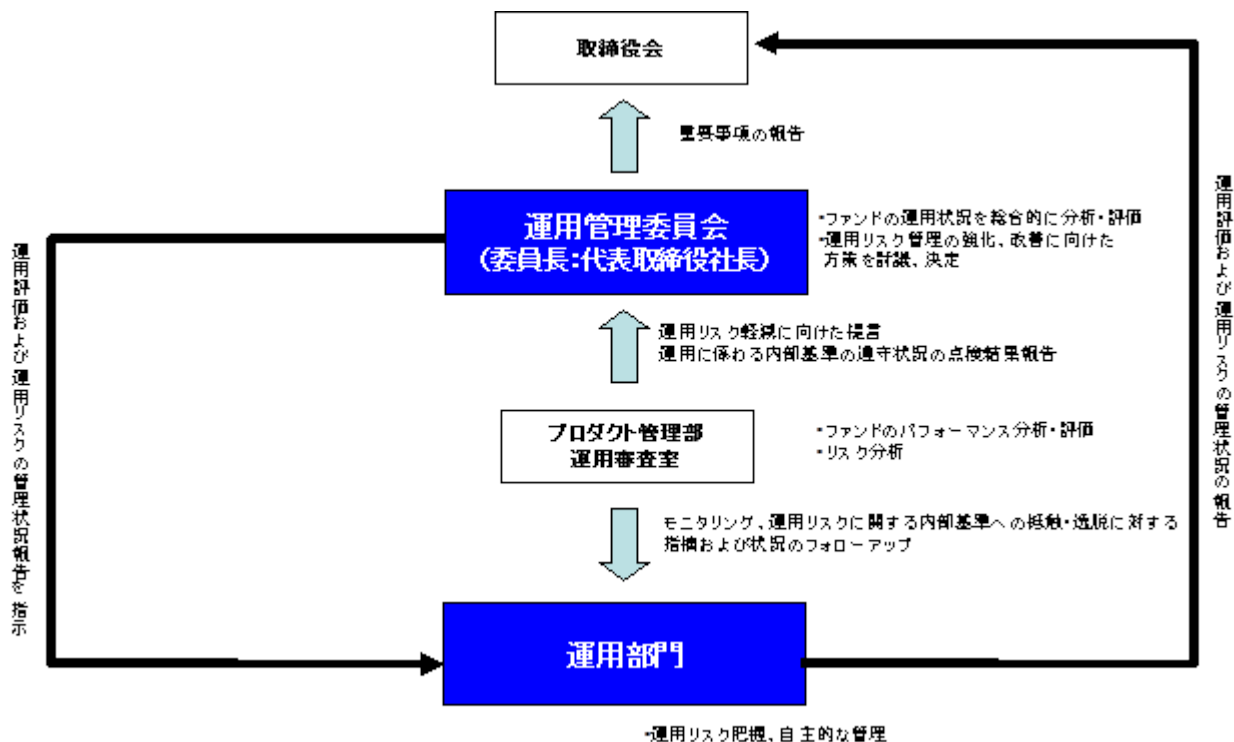 取締役会
重要事項の報告
運用管理委員会
(委員長:代表取締役社長)
・ファンドの運用状況を総合的に分析・評価
・運用リスク管理の強化、改善に向けた
方策を討議、決定
運用リスク軽減に向けた提言
運用に係わる内部基準の遵守状況の点検結果報告
プロダクト管理部
運用審査室
・ファンドのパフォーマンス分析・評価
・リスク分析
モニタリング、運用リスクに関する内部基準への抵触・逸脱に対する
指摘および状況のフォローアップ
運用部門
・運用リスク把握、自主的な管理
運用評価および運用リスクの管理状況報告を指示
運用評価および運用リスクの管理状況の報告